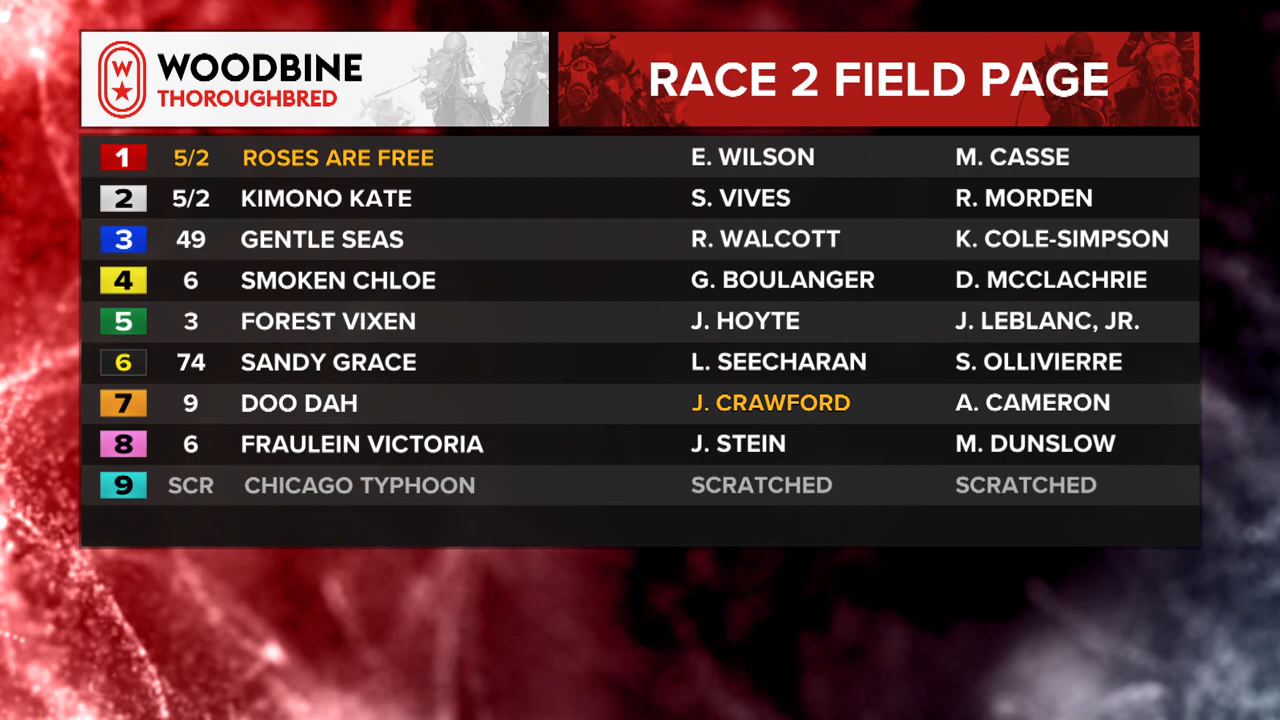 W
WOODBINE
THOROUGHBRED
RACE 2 FIELD PAGE
1 5/2 ROSES ARE FREE E. WILSON M. CASSE
2 5/2 KIMONO KATE S. VIVES R. MORDEN
3 49 GENTLE SEAS R. WALCOTT K. COLE-SIMPSON
4 6 SMOKEN CHLOE G. BOULANGER D. MCCLACHRIE
5 3 FOREST VIXEN J. HOYTE J. LEBLANC, JR.
6 74 SANDY GRACE L. SEECHARAN S. OLLIVIERRE
7 9 DOO DAH J. CRAWFORD A. CAMERON
8 6 FRAULEIN VICTORIA J. STEIN M. DUNSLOW
9 SCR CHICAGO TYPHOON SCRATCHED SCRATCHED